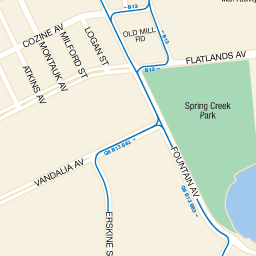 OLD MILL
RD
B13
COZINE AV
LOGAN ST
MILFORD ST
MONTAUK AV
ATKINS AV
FLATLANDS AV
B13
Spring Creek
Park
VANDALIA AV
FOUNTAIN AV
ERSKINE S